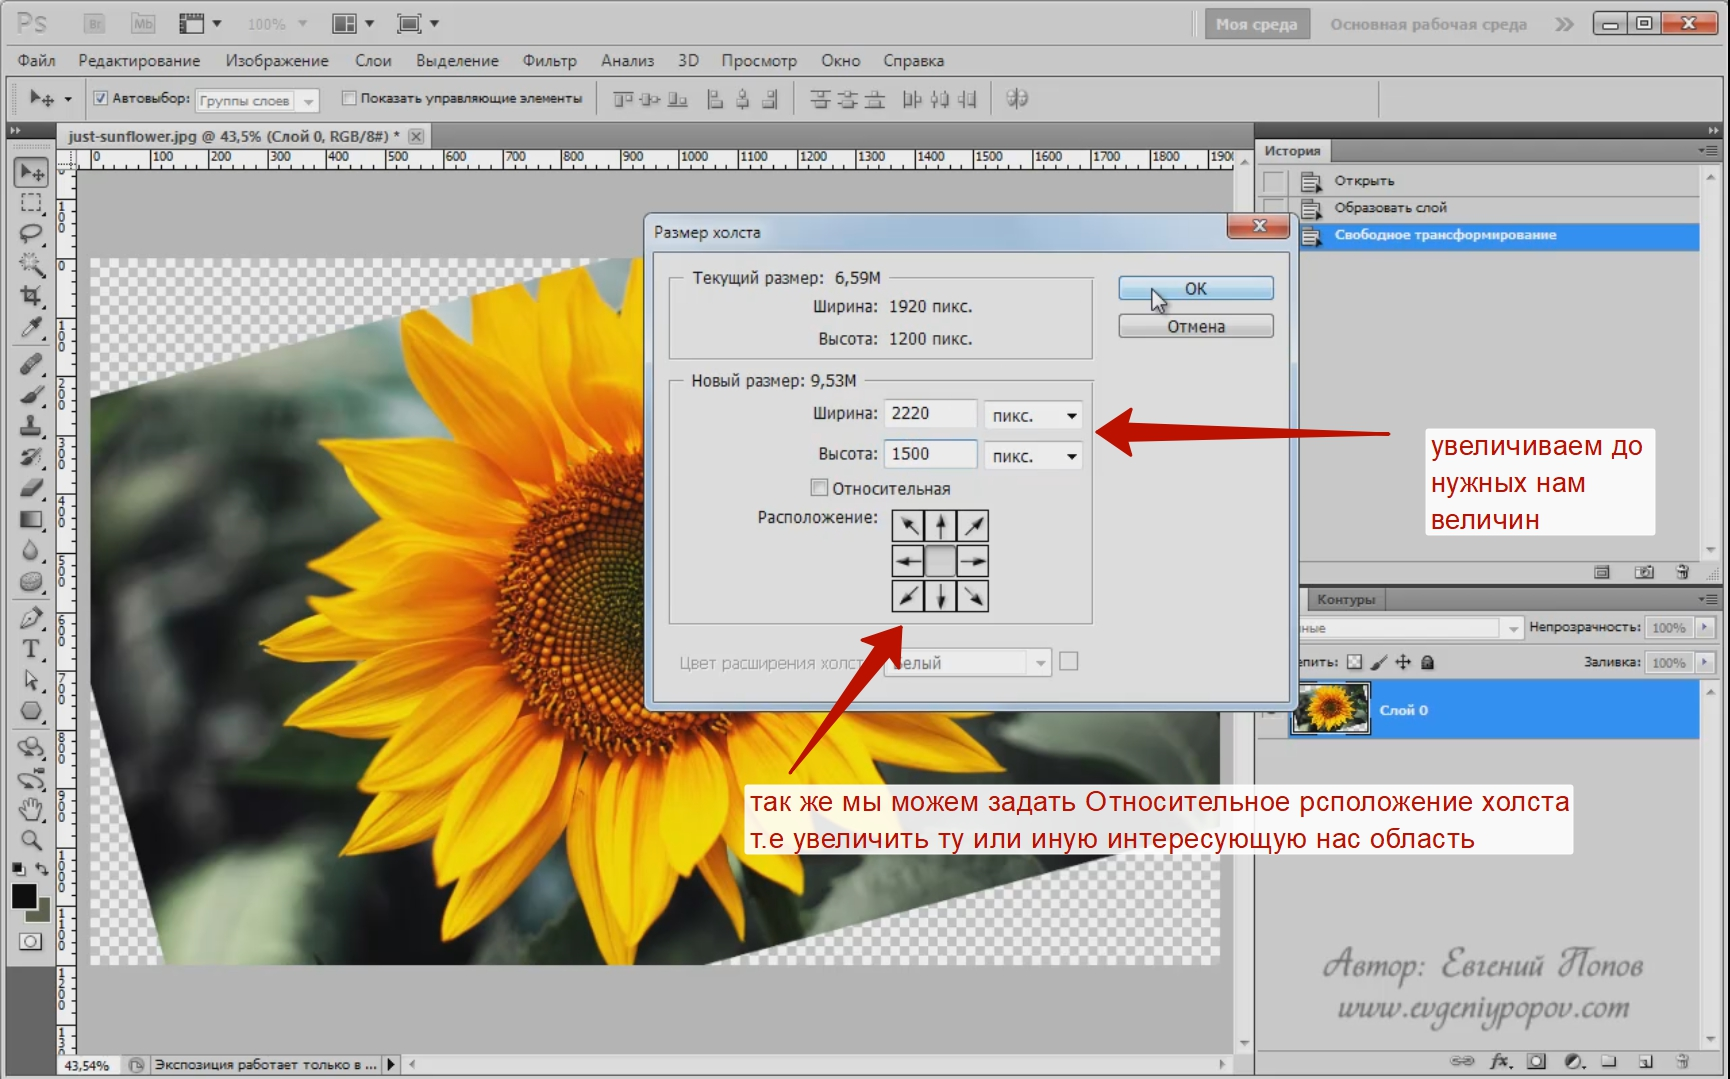 Ps Br Mb 100% Моя среда Основная рабочая среда
Файл Редактирование Изображение Слои Выделение Фильтр Анализ 3D Просмотр Окно Справка
Автовыбор: Группы слоев Показать управляющие элементы
just-sunflower.jpg @ 43,5% (Слой 0, RGB/8#) *
0 100 200 300 400 500 600 700 800 900 1000 1100 1200 1300 1400 1500 1600 1700 1800 190
История
Открыть
Образовать слой
Свободное трансформирование
Размер холста
Текущий размер: 6,59M
Ширина: 1920 пикс.
Высота: 1200 пикс.
OK
Отмена
Новый размер: 9,53M
Ширина: 2220 пикс.
Высота: 1500 пикс.
Относительная
Расположение:
Цвет расширения холст
увеличиваем до
нужных нам
величин
Контуры
ные Непрозрачность: 100%
епить: Заливка: 100%
Слой 0
так же мы можем задать Относительное рсположение холста
т.е увеличить ту или иную интересующую нас область
Автор: Евгений Попов
www.evgeniypopov.com
43,54% Экспозиция работает только в ...